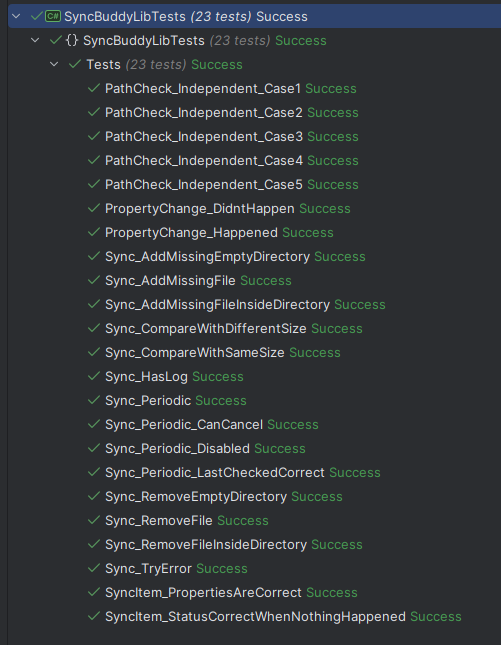 C# SyncBuddyLibTests (23 tests) Success
{} SyncBuddyLibTests (23 tests) Success
Tests (23 tests) Success
PathCheck_Independent_Case1 Success
PathCheck_Independent_Case2 Success
PathCheck_Independent_Case3 Success
PathCheck_Independent_Case4 Success
PathCheck_Independent_Case5 Success
PropertyChange_DidntHappen Success
PropertyChange_Happened Success
Sync_AddMissingEmptyDirectory Success
Sync_AddMissingFile Success
Sync_AddMissingFileInsideDirectory Success
Sync_CompareWithDifferentSize Success
Sync_CompareWithSameSize Success
Sync_HasLog Success
Sync_Periodic Success
Sync_Periodic_CanCancel Success
Sync_Periodic_Disabled Success
Sync_Periodic_LastCheckedCorrect Success
Sync_RemoveEmptyDirectory Success
Sync_RemoveFile Success
Sync_RemoveFileInsideDirectory Success
Sync_TryError Success
SyncItem_PropertiesAreCorrect Success
SyncItem_StatusCorrectWhenNothingHappened Success